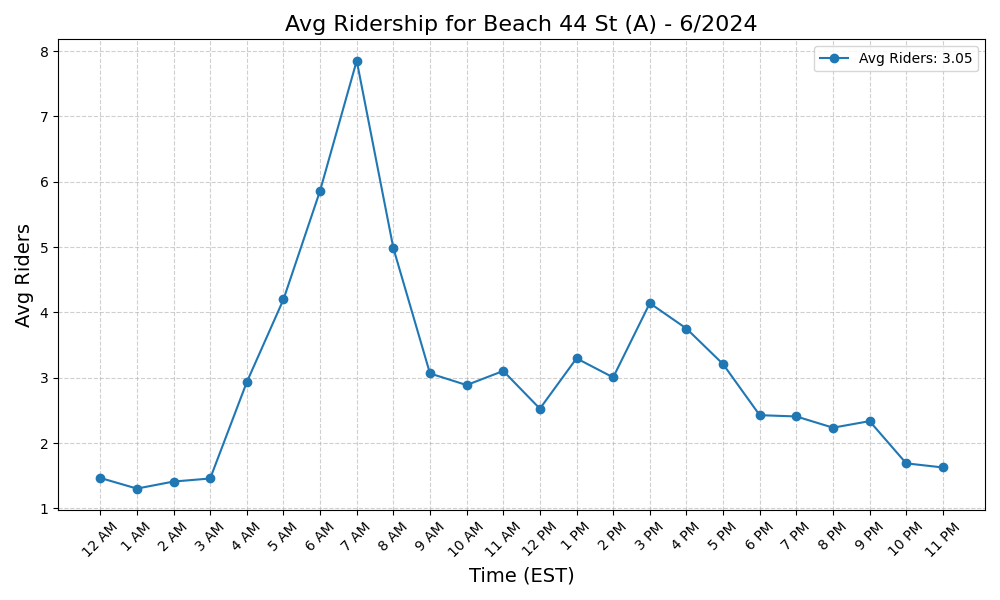 Avg Ridership for Beach 44 St (A) - 6/2024
Avg Riders: 3.05
Avg Riders
8
7
6
5
4
3
2
1
12 AM
1 AM
2 AM
3 AM
4 AM
5 AM
6 AM
7 AM
8 AM
9 AM
10 AM
11 AM
12 PM
1 PM
2 PM
3 PM
4 PM
5 PM
6 PM
7 PM
8 PM
9 PM
10 PM
11 PM
Time (EST)